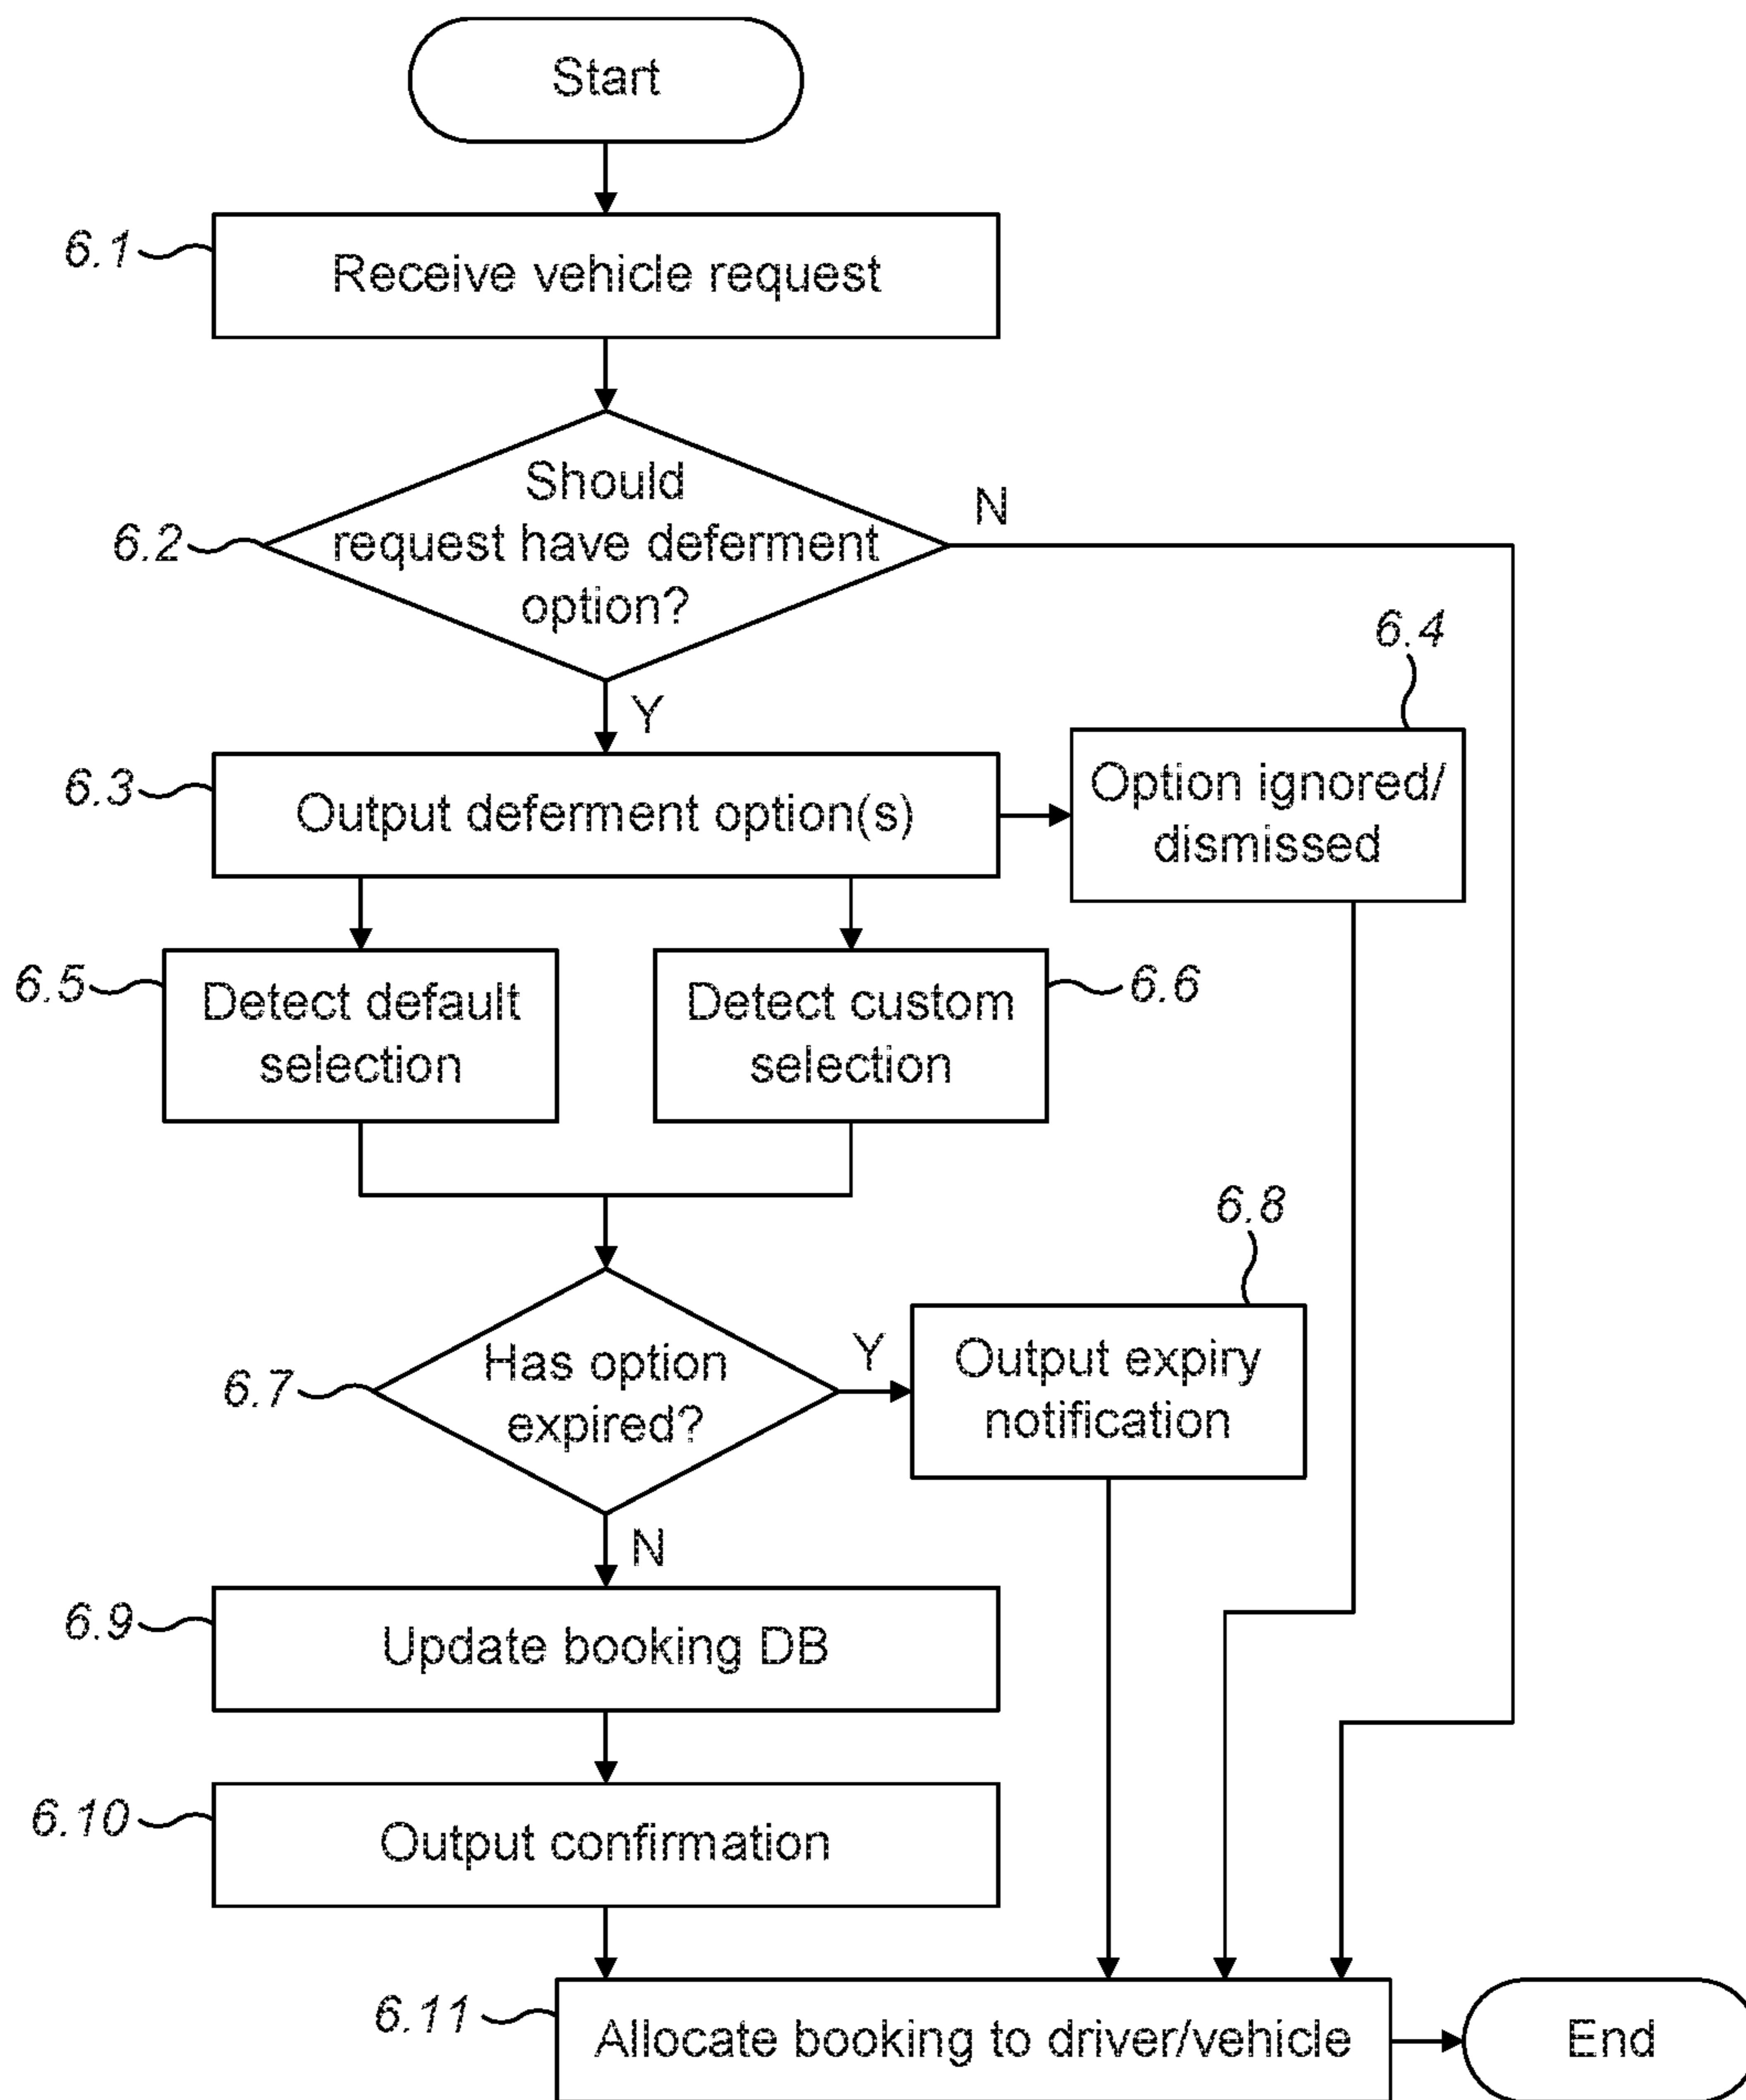 Start
6.1
Receive vehicle request
6.2
Should
request have deferment
option?
N
Y
6.4
Option ignored/
dismissed
6.3
Output deferment option(s)
6.5
Detect default
selection
Detect custom
selection
6.6
6.7
Has option
expired?
Y
6.8
Output expiry
notification
N
6.9
Update booking DB
6.10
Output confirmation
6.11
Allocate booking to driver/vehicle
End